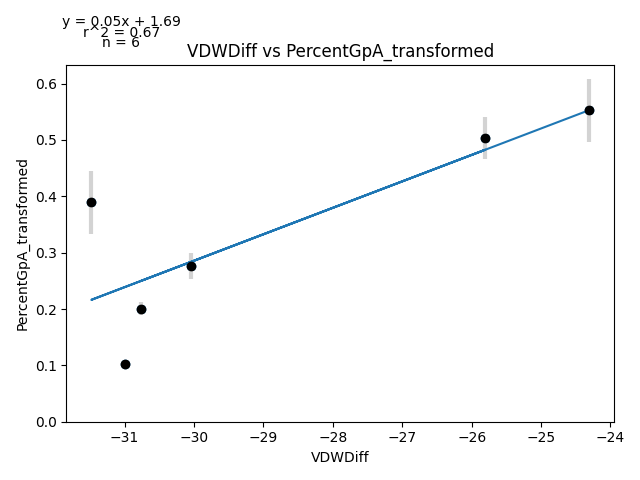 y = 0.05x + 1.69
r^2 = 0.67
n = 6
VDWDiff vs PercentGpA_transformed
PercentGpA_transformed
0.6
0.5
0.4
0.3
0.2
0.1
0.0
−31 −30 −29 −28 −27 −26 −25 −24
VDWDiff